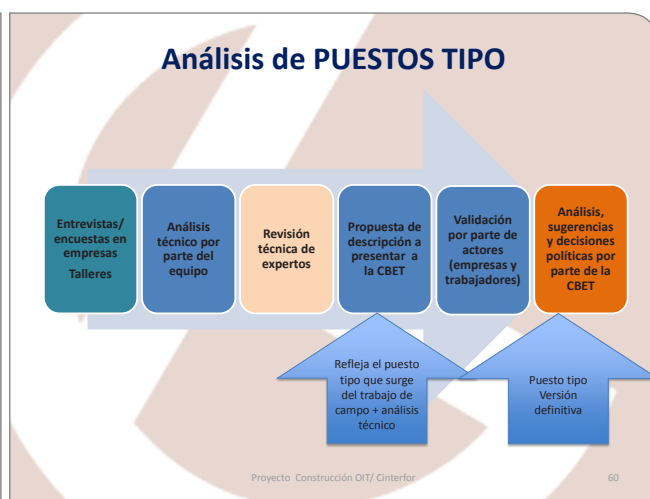 Análisis de PUESTOS TIPO
Entrevistas/
encuestas en
empresas
Talleres
Análisis
técnico por
parte del
equipo
Revisión
técnica de
expertos
Propuesta de
descripción a
presentar a
la CBET
Validación
por parte de
actores
(empresas y
trabajadores)
Análisis,
sugerencias
y decisiones
políticas por
parte de la
CBET
Refleja el puesto
tipo que surge
del trabajo de
campo + análisis
técnico
Puesto tipo
Versión
definitiva
Proyecto Construcción OIT/ Cinterfor
60